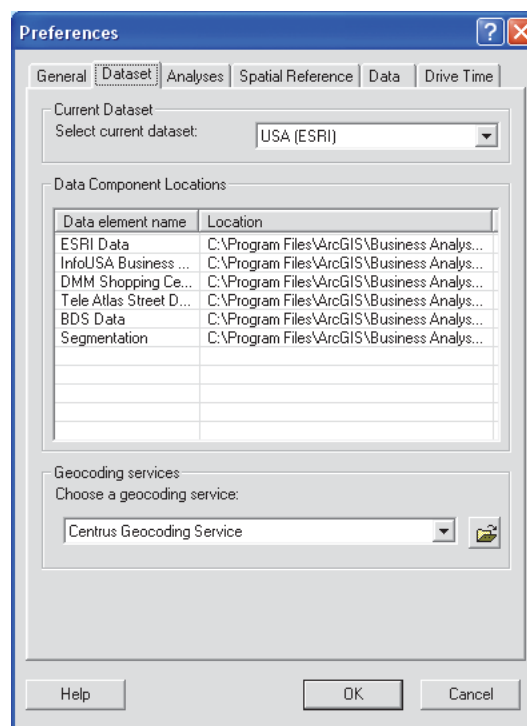 Preferences
General Dataset Analyses Spatial Reference Data Drive Time
Current Dataset
Select current dataset: USA (ESRI)
Data Component Locations
Data element name Location
ESRI Data C:\Program Files\ArcGIS\Business Analys...
InfoUSA Business ... C:\Program Files\ArcGIS\Business Analys...
DMM Shopping Ce... C:\Program Files\ArcGIS\Business Analys...
Tele Atlas Street D... C:\Program Files\ArcGIS\Business Analys...
BDS Data C:\Program Files\ArcGIS\Business Analys...
Segmentation C:\Program Files\ArcGIS\Business Analys...
Geocoding services
Choose a geocoding service:
Centrus Geocoding Service
Help OK Cancel